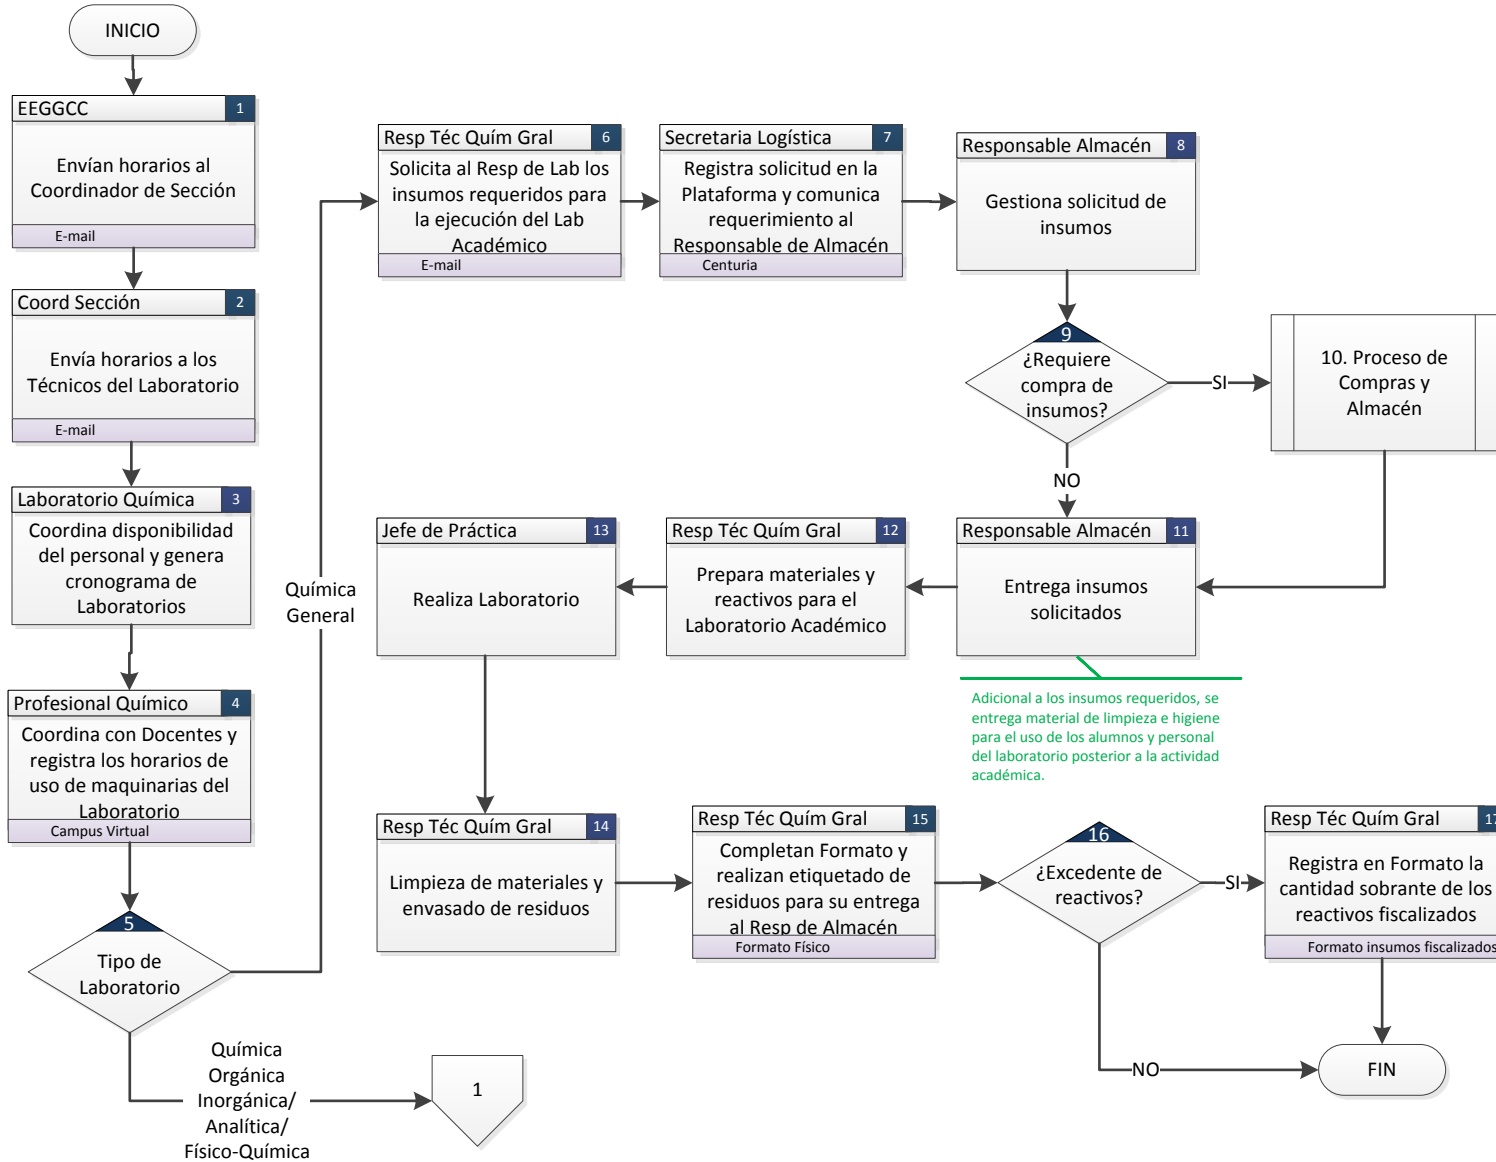 INICIO
EEGGCC
1
Envían horarios al
Coordinador de Sección
E-mail
Coord Sección
2
Envía horarios a los
Técnicos del Laboratorio
E-mail
Laboratorio Química
3
Coordina disponibilidad
del personal y genera
cronograma de
Laboratorios
Profesional Químico
4
Coordina con Docentes y
registra los horarios de
uso de maquinarias del
Laboratorio
Campus Virtual
5
Tipo de
Laboratorio
Química
Orgánica
Inorgánica/
Analítica/
Físico-Química
1
Química
General
Resp Téc Quím Gral
6
Solicita al Resp de Lab los
insumos requeridos para
la ejecución del Lab
Académico
E-mail
Secretaria Logística
7
Registra solicitud en la
Plataforma y comunica
requerimiento al
Responsable de Almacén
Centuria
Responsable Almacén
8
Gestiona solicitud de
insumos
9
¿Requiere
compra de
insumos?
SI
10. Proceso de
Compras y
Almacén
NO
Responsable Almacén
11
Entrega insumos
solicitados
Adicional a los insumos requeridos, se
entrega material de limpieza e higiene
para el uso de los alumnos y personal
del laboratorio posterior a la actividad
académica.
Resp Téc Quím Gral
12
Prepara materiales y
reactivos para el
Laboratorio Académico
Jefe de Práctica
13
Realiza Laboratorio
Resp Téc Quím Gral
14
Limpieza de materiales y
envasado de residuos
Resp Téc Quím Gral
15
Completan Formato y
realizan etiquetado de
residuos para su entrega
al Resp de Almacén
Formato Físico
16
¿Excedente de
reactivos?
SI
Resp Téc Quím Gral
17
Registra en Formato la
cantidad sobrante de los
reactivos fiscalizados
Formato insumos fiscalizados
NO
FIN